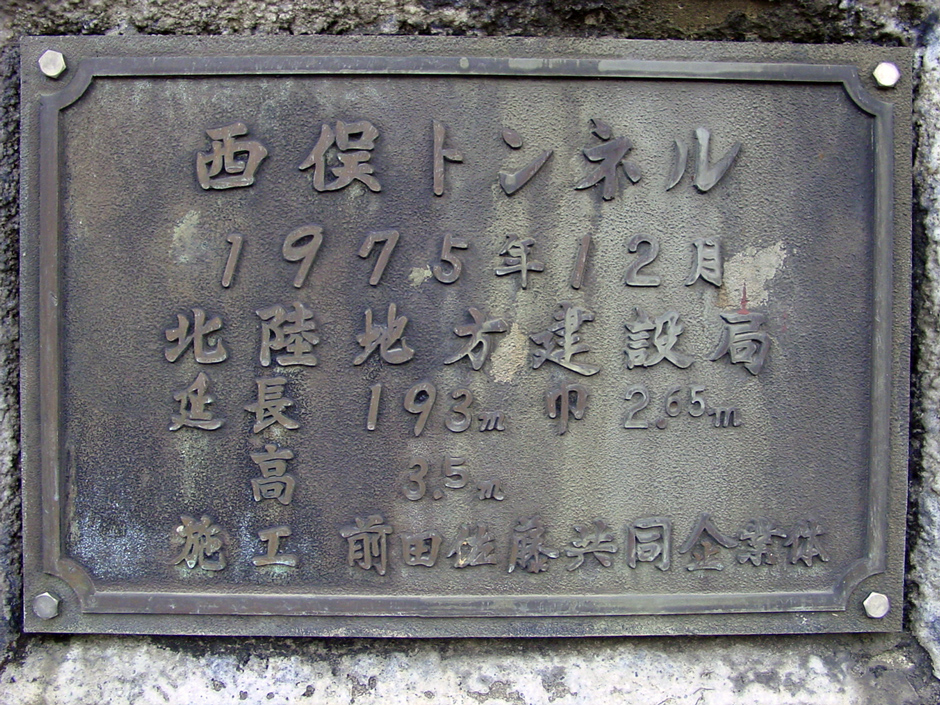 西俣トンネル
1975年12月
北陸地方建設局
延長 193m 巾 2.65m
高 3.5m
施工 前田佐藤共同企業体